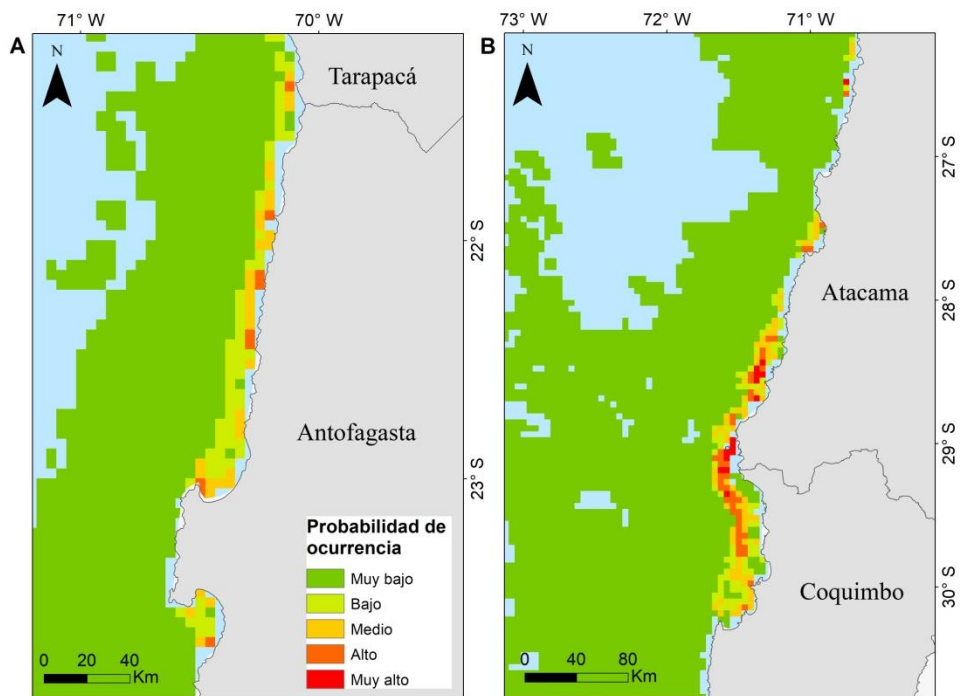 71° W
70° W
A
N
Tarapacá
22° S
Antofagasta
23° S
Probabilidad de
ocurrencia
Muy bajo
Bajo
Medio
Alto
Muy alto
0 20 40
Km
73° W
72° W
71° W
B
N
27° S
Atacama
28° S
29° S
Coquimbo
30° S
0 40 80
Km